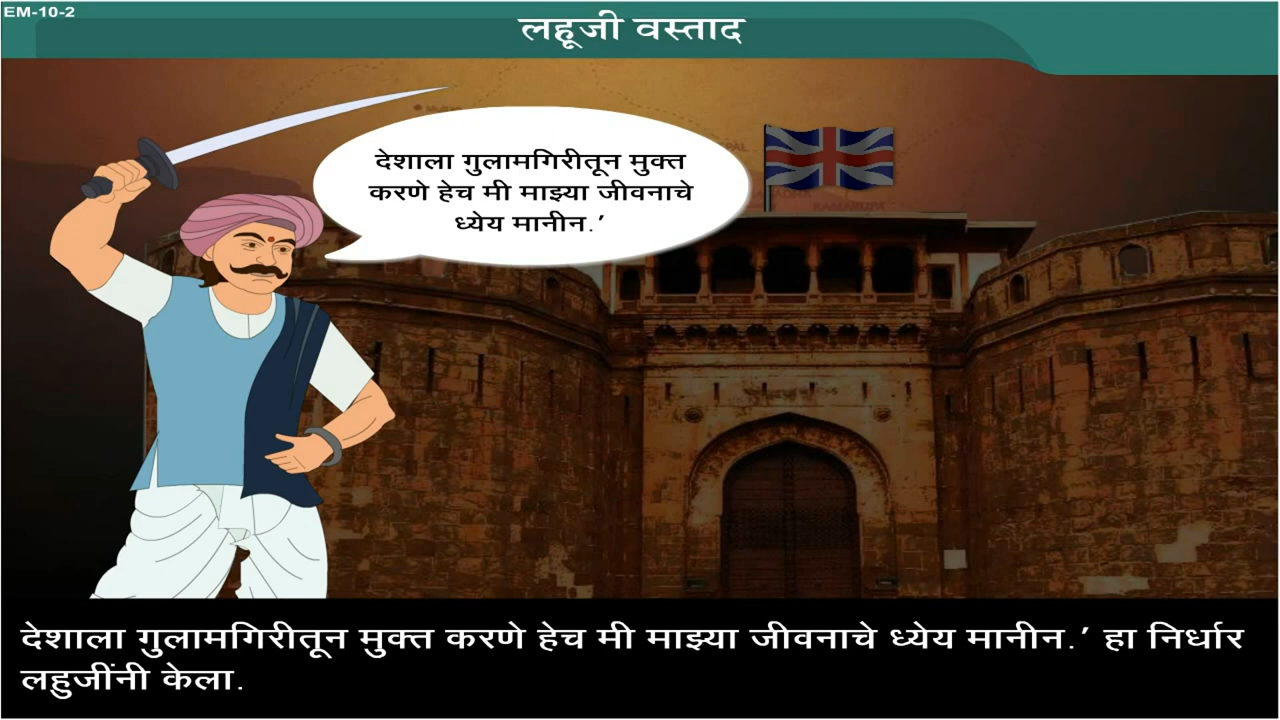 EM-10-2
लहूजी वस्ताद
देशाला गुलामगिरीतून मुक्त
करणे हेच मी माझ्या जीवनाचे
ध्येय मानीन.’
देशाला गुलामगिरीतून मुक्त करणे हेच मी माझ्या जीवनाचे ध्येय मानीन.’ हा निर्धार
लहुजींनी केला.